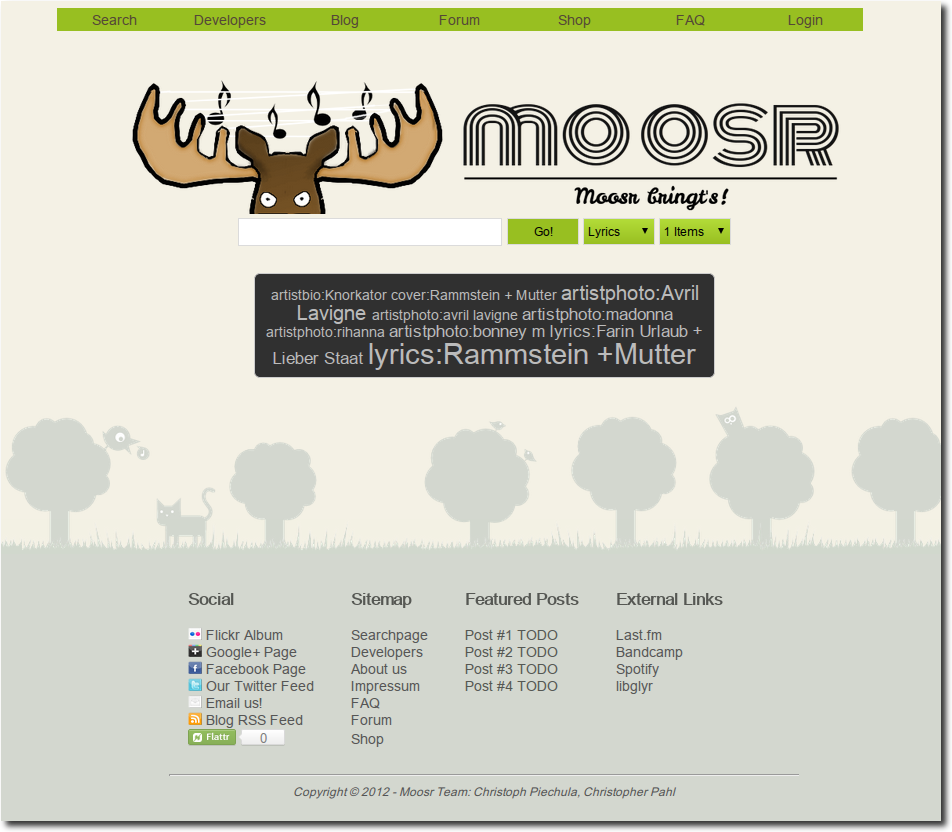 Search Developers Blog Forum Shop FAQ Login
MOOSR
Moosr bringt's!
Go! Lyrics ▼ 1 Items ▼
artistbio:Knorkator cover:Rammstein + Mutter artistphoto:Avril
Lavigne artistphoto:avril lavigne artistphoto:madonna
artistphoto:rihanna artistphoto:bonney m lyrics:Farin Urlaub +
Lieber Staat lyrics:Rammstein +Mutter
Social
Flickr Album
Google+ Page
Facebook Page
Our Twitter Feed
Email us!
Blog RSS Feed
Flattr 0
Sitemap
Searchpage
Developers
About us
Impressum
FAQ
Forum
Shop
Featured Posts
Post #1 TODO
Post #2 TODO
Post #3 TODO
Post #4 TODO
External Links
Last.fm
Bandcamp
Spotify
libglyr
Copyright © 2012 - Moosr Team: Christoph Piechula, Christopher Pahl